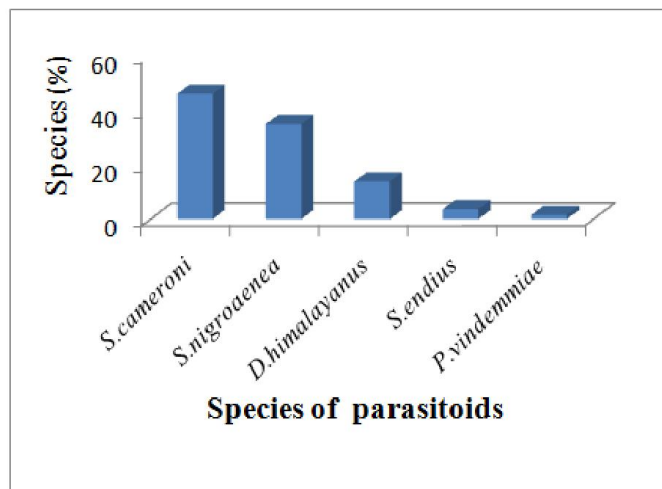 60
40
20
0
Species (%)
S.cameroni
S.nigroaenea
D.himalayanus
S.endius
P.vindemmiae
Species of parasitoids